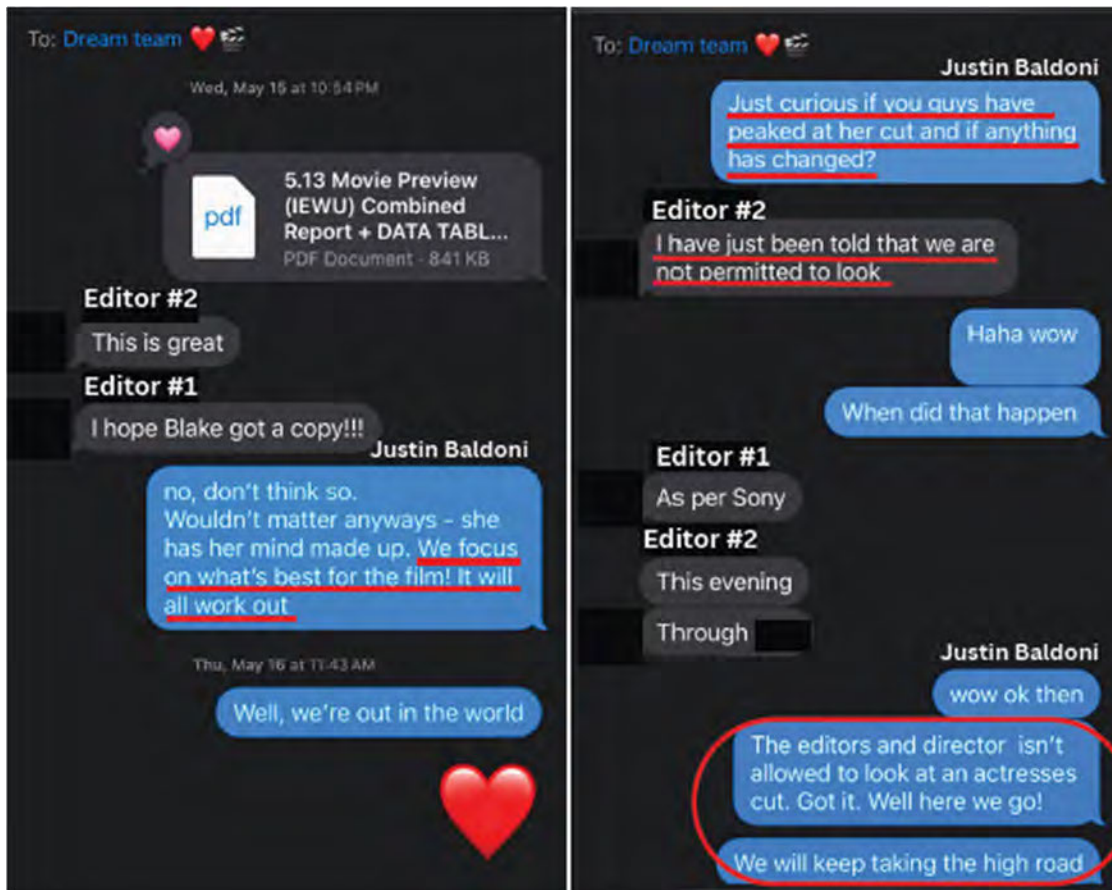 To: Dream team ❤️🎬
Wed, May 15 at 10:54 PM
pdf
5.13 Movie Preview
(IEWU) Combined
Report + DATA TABL...
PDF Document - 841 KB
Editor #2
This is great
Editor #1
I hope Blake got a copy!!!
Justin Baldoni
no, don't think so.
Wouldn't matter anyways – she
has her mind made up. We focus
on what's best for the film! It will
all work out
Thu, May 16 at 11:43 AM
Well, we're out in the world
To: Dream team ❤️🎬
Justin Baldoni
Just curious if you guys have
peaked at her cut and if anything
has changed?
Editor #2
I have just been told that we are
not permitted to look
Haha wow
When did that happen
Editor #1
As per Sony
Editor #2
This evening
Through
Justin Baldoni
wow ok then
The editors and director isn't
allowed to look at an actresses
cut. Got it. Well here we go!
We will keep taking the high road